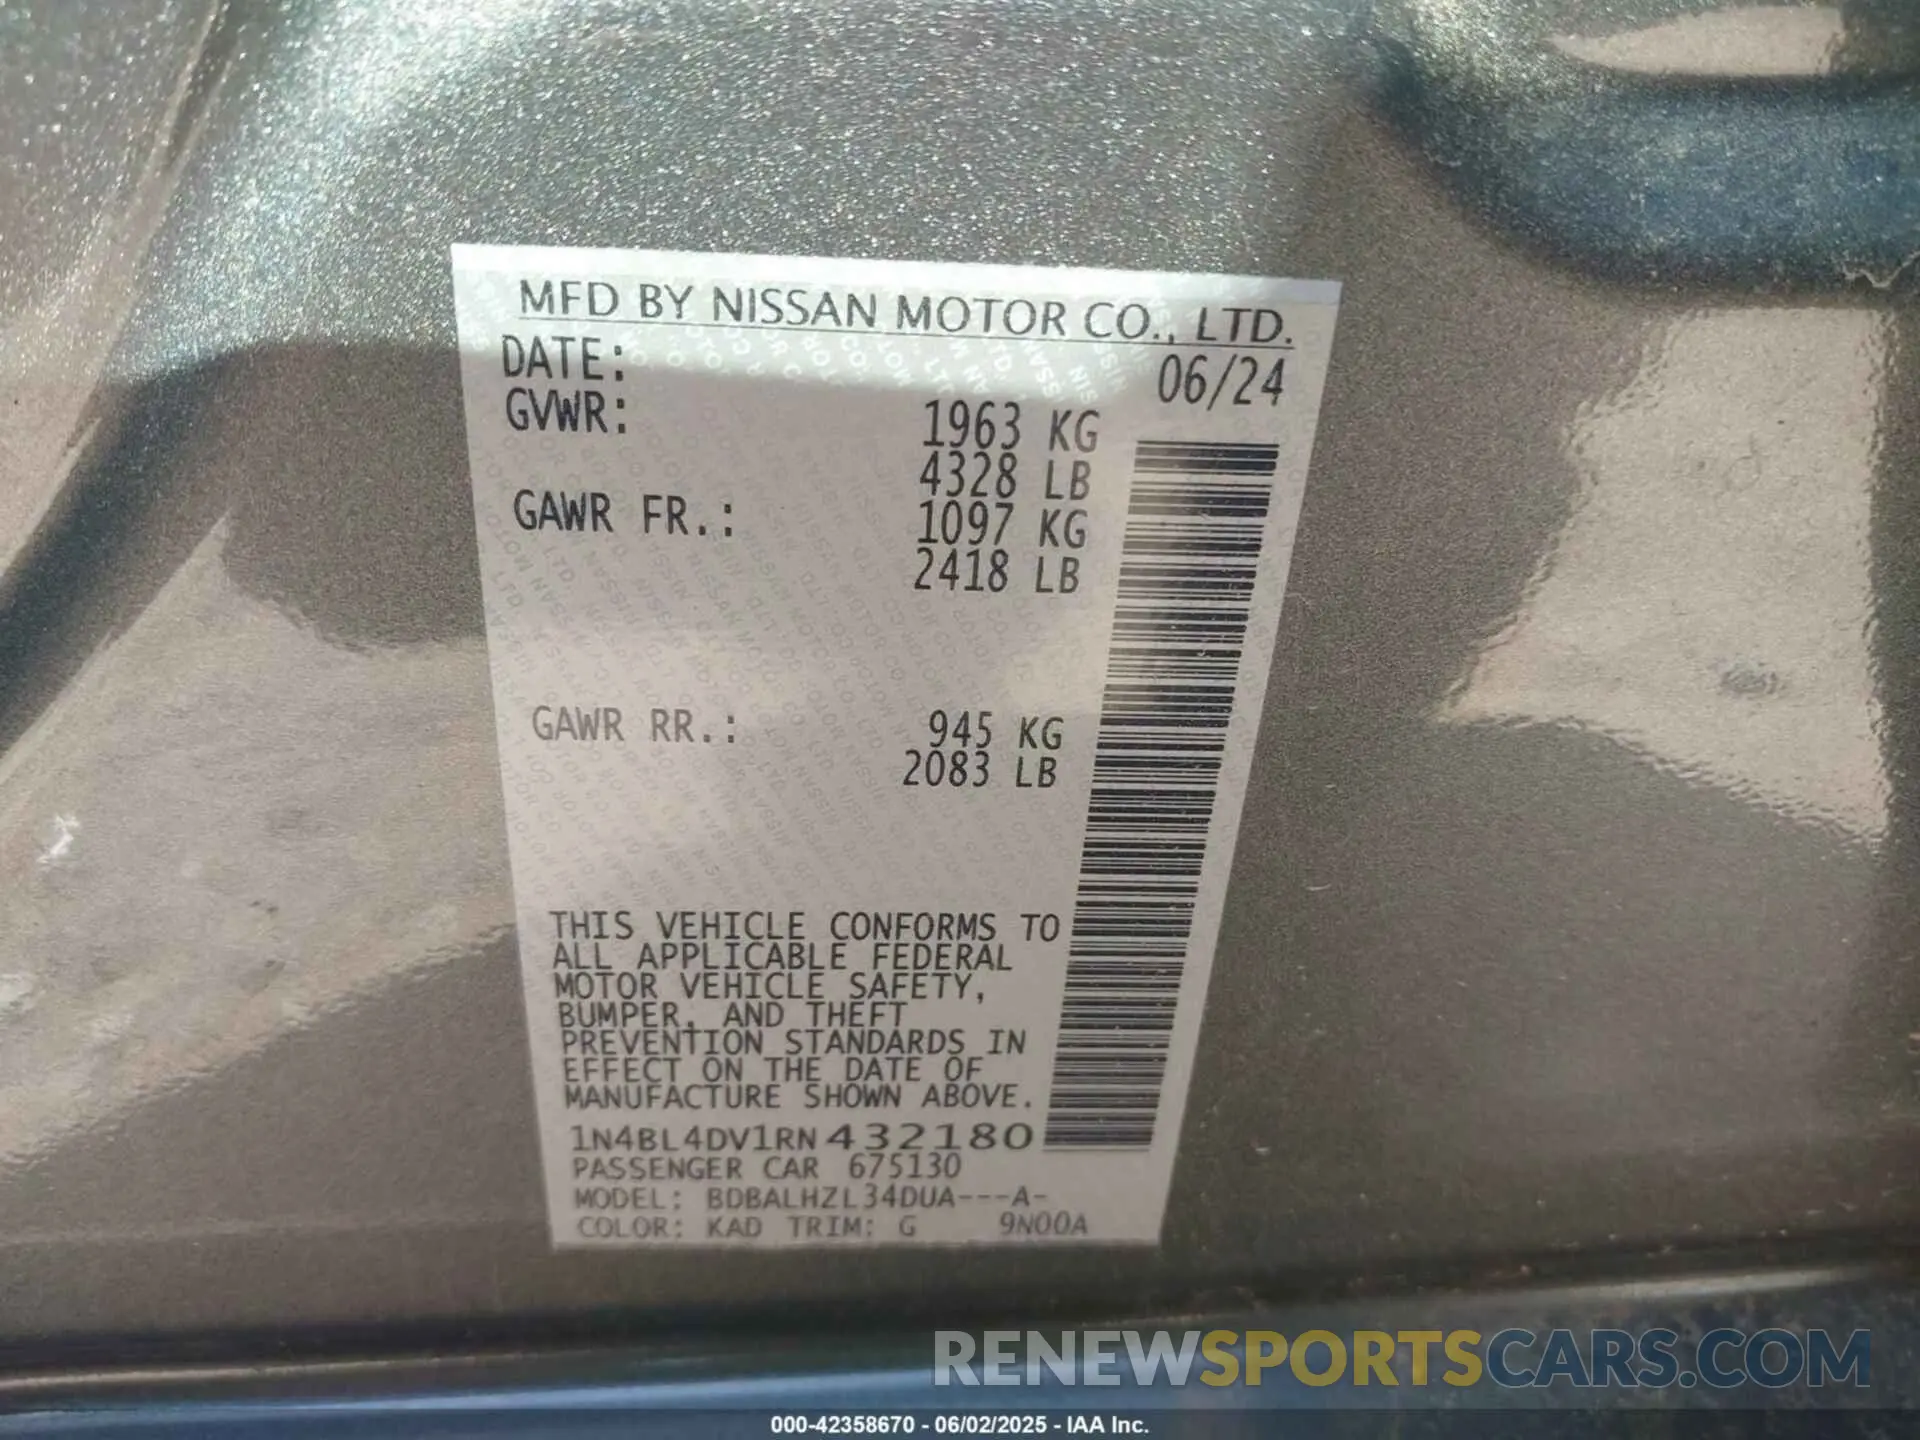 MFD BY NISSAN MOTOR CO., LTD.
DATE: 06/24
GVWR: 1963 KG
4328 LB
GAWR FR.: 1097 KG
2418 LB
GAWR RR.: 945 KG
2083 LB
THIS VEHICLE CONFORMS TO
ALL APPLICABLE FEDERAL
MOTOR VEHICLE SAFETY,
BUMPER, AND THEFT
PREVENTION STANDARDS IN
EFFECT ON THE DATE OF
MANUFACTURE SHOWN ABOVE.
1N4BL4DV1RN432180
PASSENGER CAR 675130
MODEL: BDBALHZL34DUA---A-
COLOR: KAD TRIM: G 9N00A
RENEWSPORTSCARS.COM
000-42358670 - 06/02/2025 - IAA Inc.